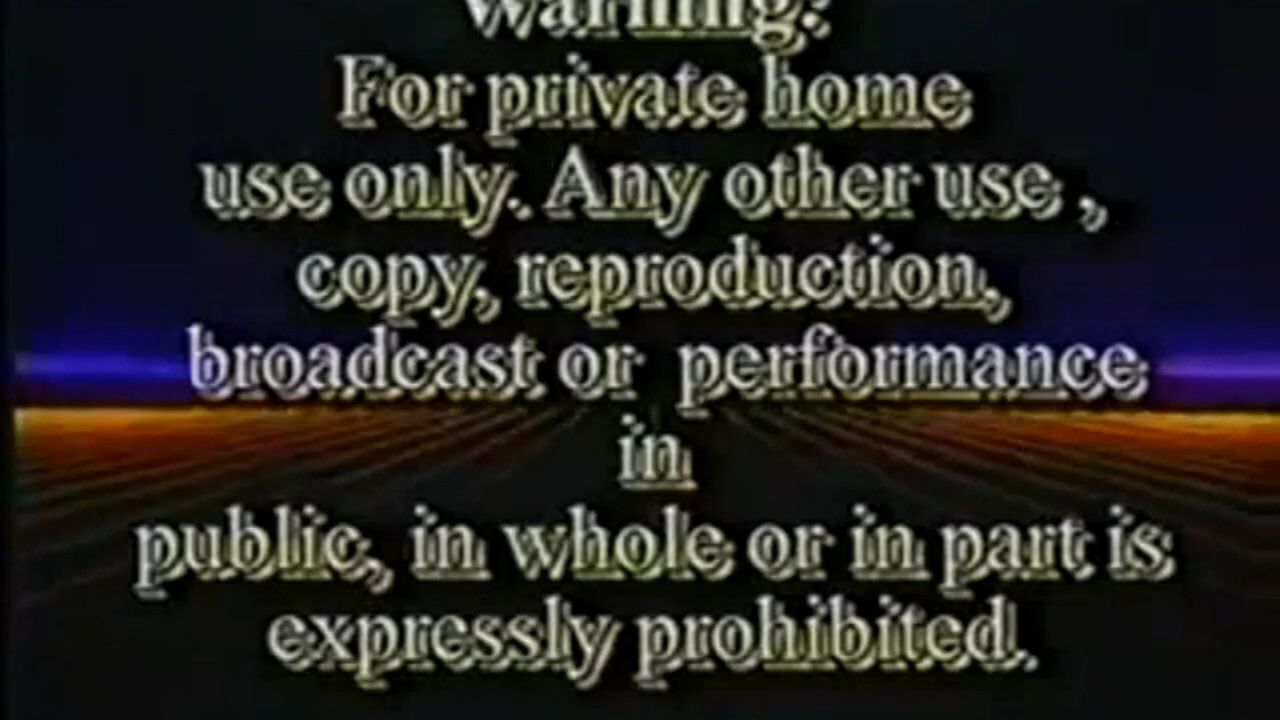 warning:
For private home
use only. Any other use ,
copy, reproduction,
broadcast or performance
in
public, in whole or in part is
expressly prohibited.